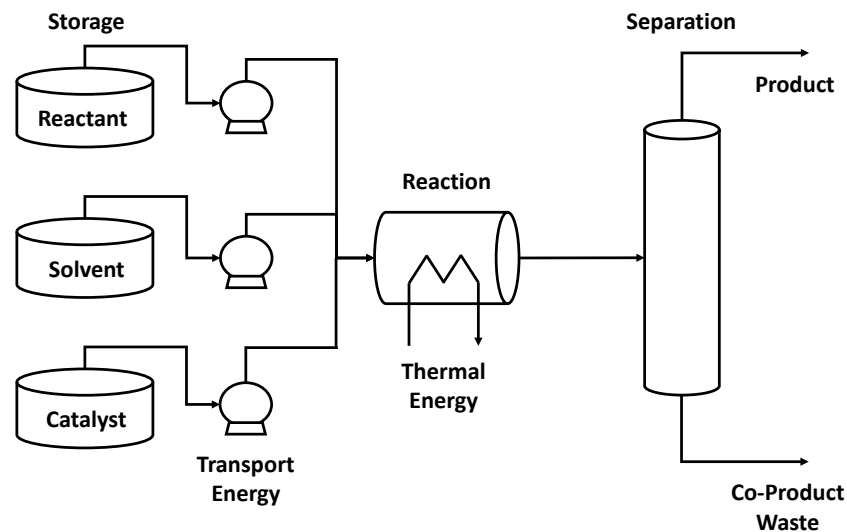 Storage
Separation
Reactant
Product
Reaction
Solvent
Thermal
Energy
Catalyst
Transport
Energy
Co-Product
Waste